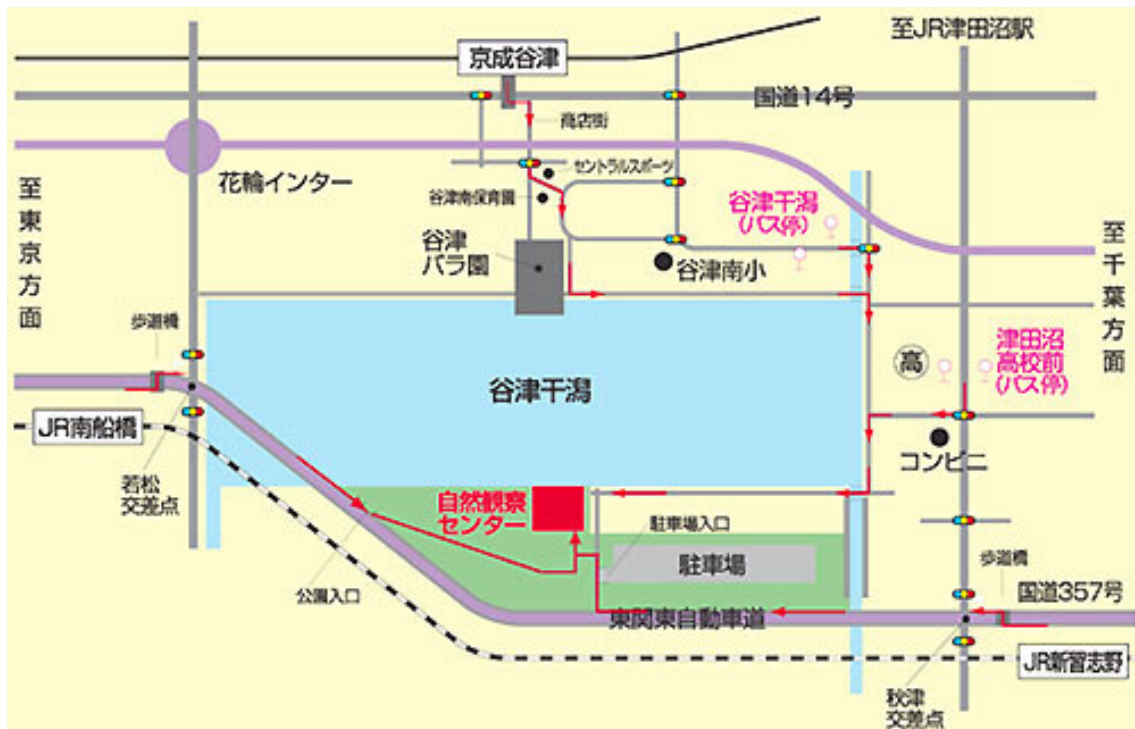 至JR津田沼駅
京成谷津
国道14号
商店街
セントラルスポーツ
花輪インター
谷津南保育園
谷津干潟
(バス停)
至東京方面
谷津
バラ園
谷津南小
至千葉方面
歩道橋
津田沼
高校前
(バス停)
高
谷津干潟
JR南船橋
コンビニ
若松
交差点
自然観察
センター
駐車場入口
駐車場
歩道橋
公園入口
国道357号
東関東自動車道
JR新習志野
秋津
交差点